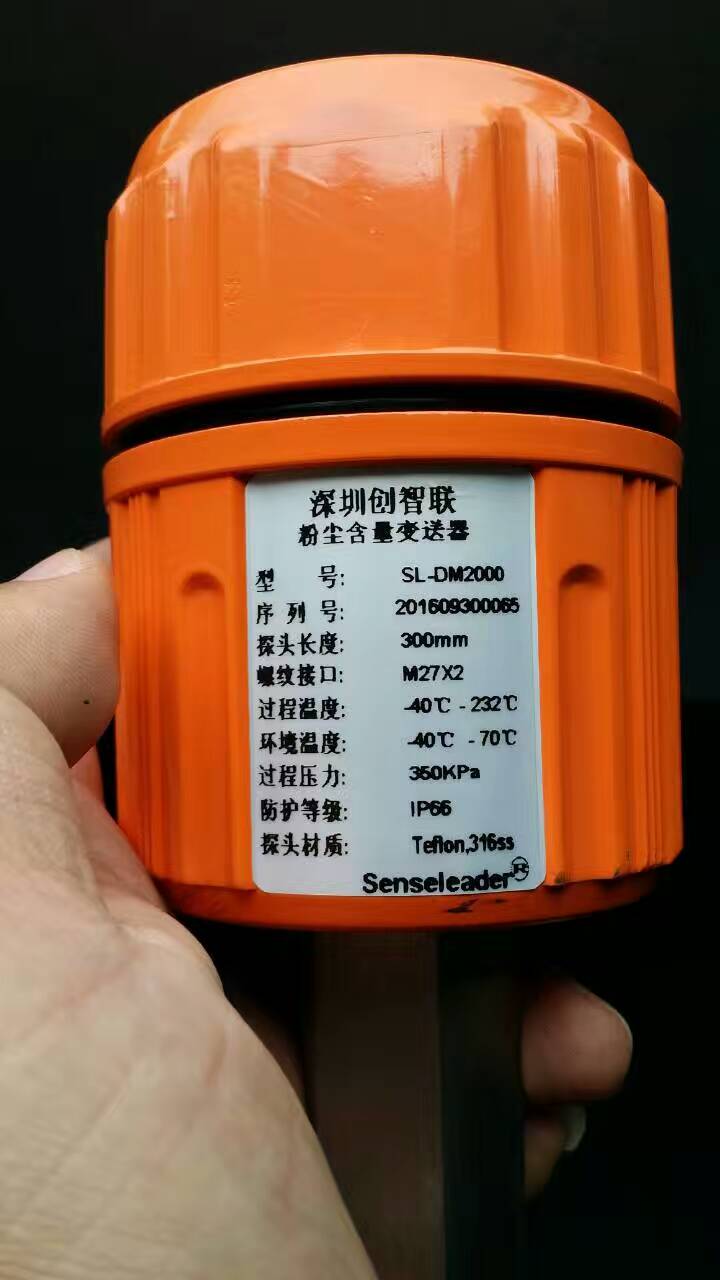 深圳创智联
粉尘含量变送器
型 号: SL-DM2000
序列号: 201609300065
探头长度: 300mm
螺纹接口: M27X2
过程温度: -40℃ - 232℃
环境温度: -40℃ - 70℃
过程压力: 350KPa
防护等级: IP66
探头材质: Teflon,316ss
Senseleader®